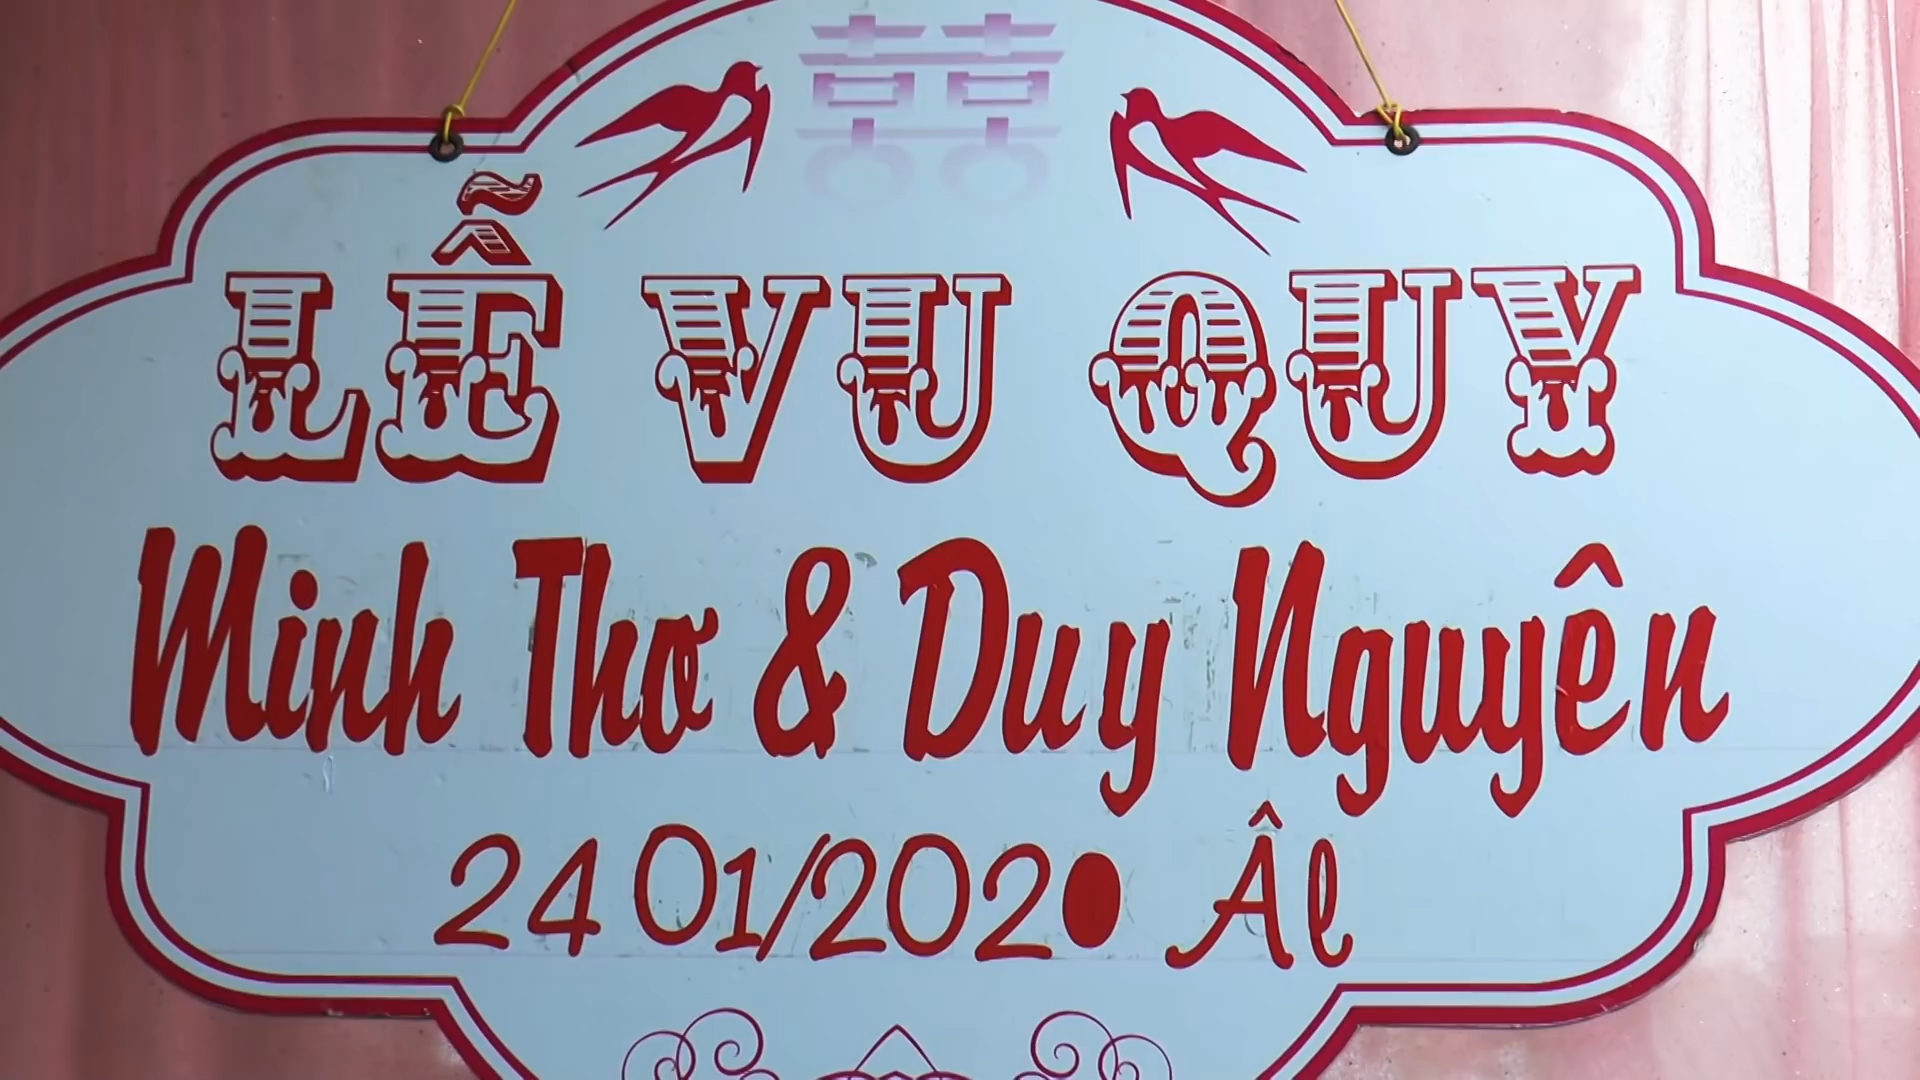 囍
LỄ VU QUY
Minh Thơ & Duy Nguyên
24 01/2020 Âl